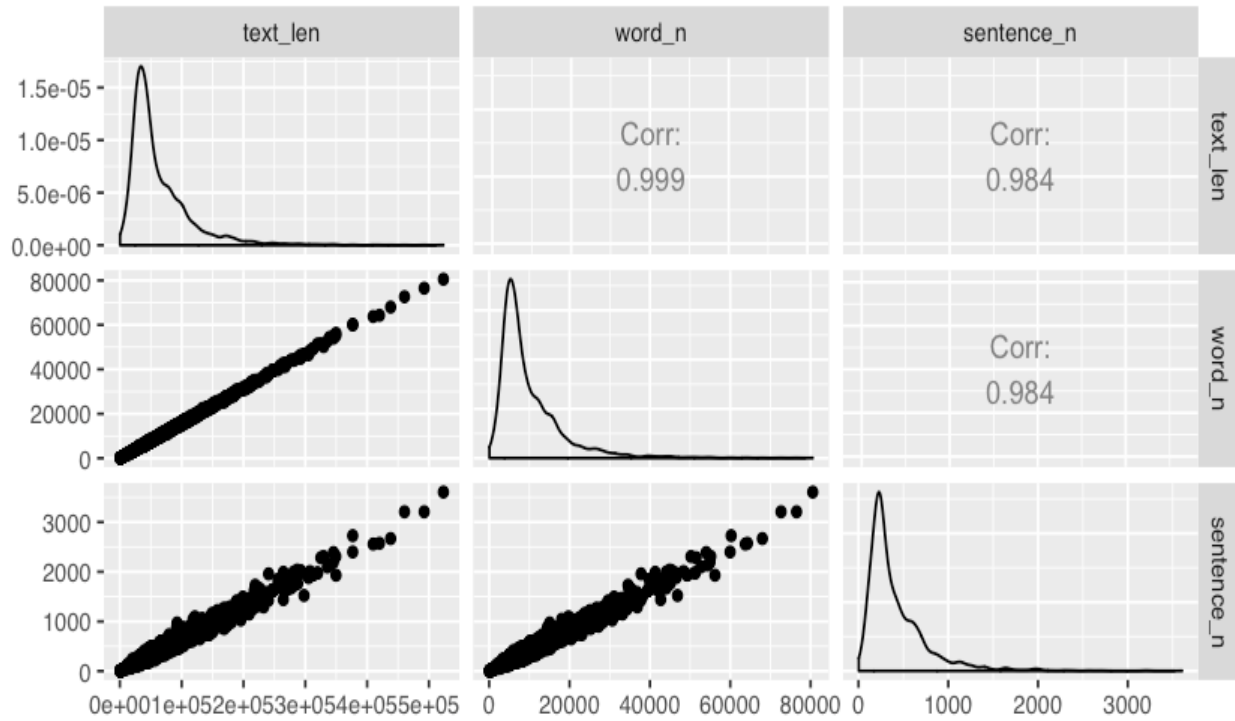 text_len word_n sentence_n
1.5e-05
1.0e-05
5.0e-06
0.0e+00
Corr:
0.999
Corr:
0.984
text_len
80000
60000
40000
20000
0
Corr:
0.984
word_n
3000
2000
1000
0
sentence_n
0e+001e+052e+053e+054e+055e+05 0 20000 40000 60000 80000 0 1000 2000 3000